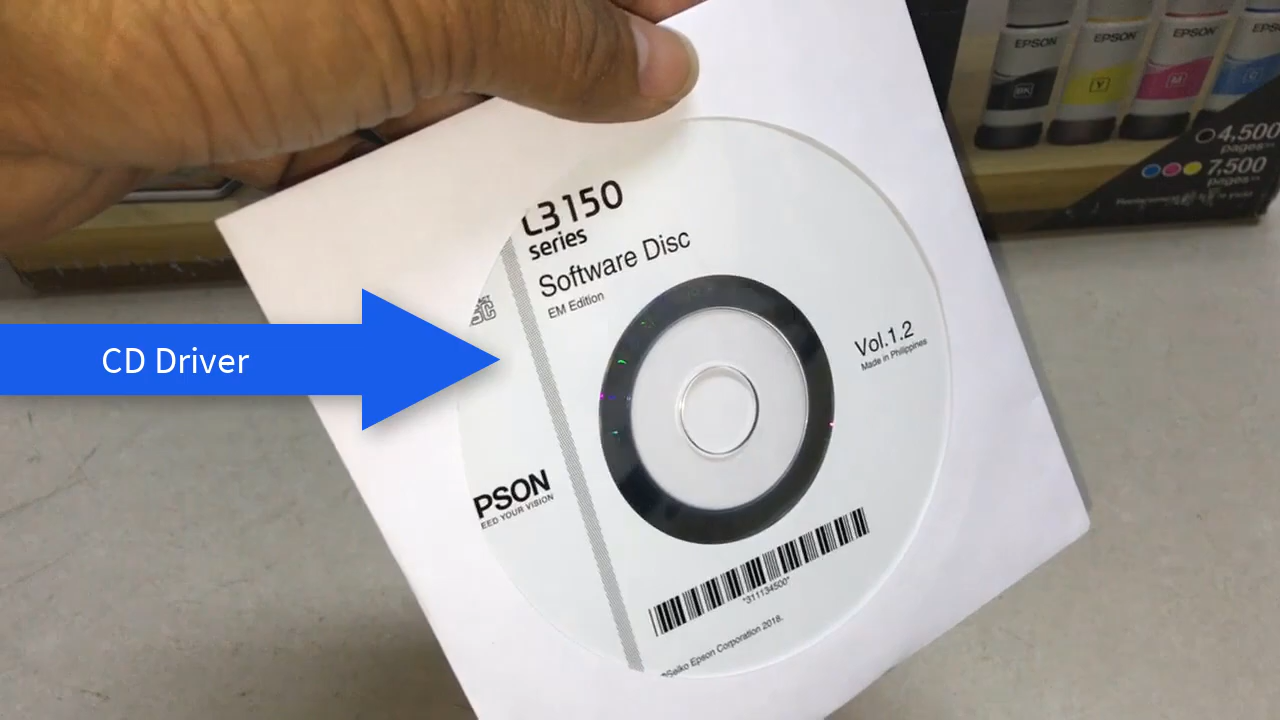 EPSON
EPSON
EPSON
EPS
BK
Y
M
C
4,500
pages
7,500
pages
L3150
series
Software Disc
EM Edition
Vol.1.2
Made in Philippines
CD Driver
PSON
EED YOUR VISION
*311134500*
©Seiko Epson Corporation 2018.